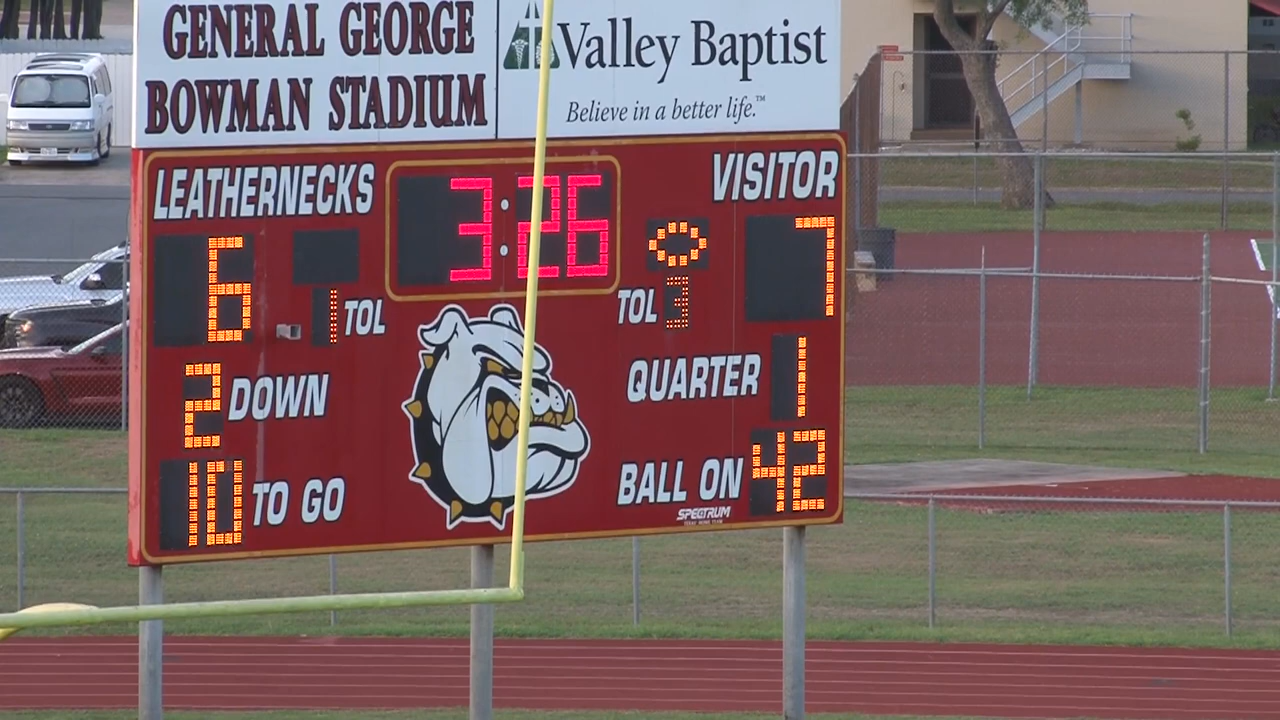 GENERAL GEORGE
BOWMAN STADIUM
Valley Baptist
Believe in a better life.™
LEATHERNECKS
3:26
VISITOR
6
7
1 TOL
TOL 3
2 DOWN
QUARTER 1
10 TO GO
BALL ON 42
SPECTRUM